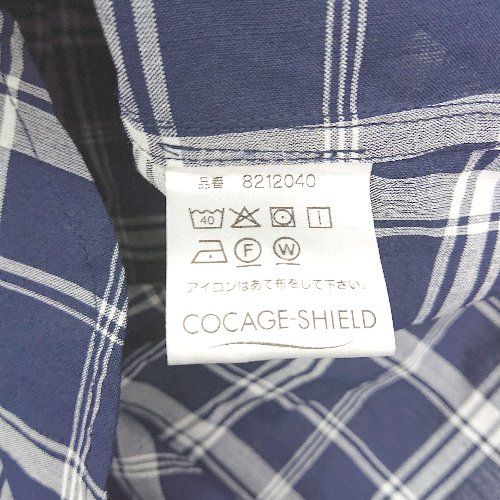 品番 8212040
40
F W
アイロンはあて布をして下さい。
COCAGE-SHIELD